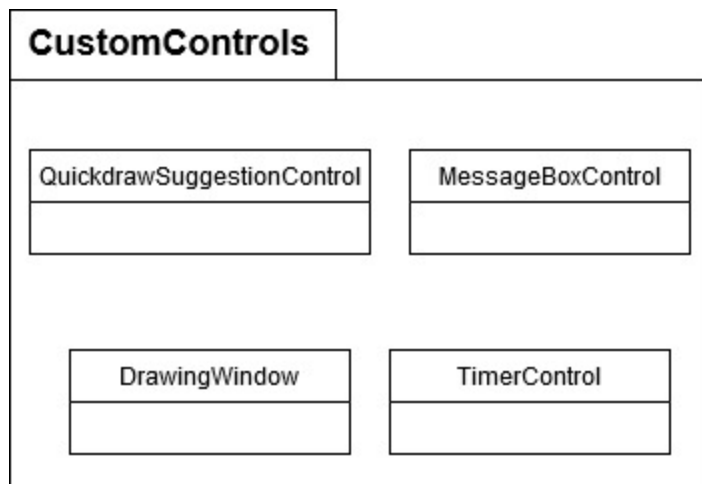 CustomControls
QuickdrawSuggestionControl
MessageBoxControl
DrawingWindow
TimerControl